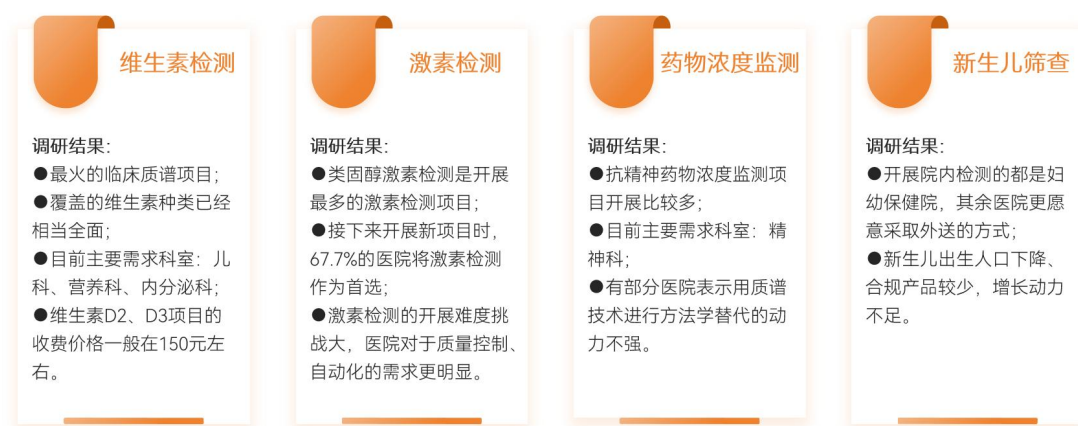 维生素检测
调研结果:
●最火的临床质谱项目;
●覆盖的维生素种类已经
相当全面;
●目前主要需求科室:儿
科、营养科、内分泌科;
●维生素D2、D3项目的
收费价格一般在150元左
右。
激素检测
调研结果:
●类固醇激素检测是开展
最多的激素检测项目;
●接下来开展新项目时,
67.7%的医院将激素检测
作为首选;
●激素检测的开展难度挑
战大,医院对于质量控制、
自动化的需求更明显。
药物浓度监测
调研结果:
●抗精神药物浓度监测项
目开展比较多;
●目前主要需求科室:精
神科;
●有部分医院表示用质谱
技术进行方法学替代的动
力不强。
新生儿筛查
调研结果:
●开展院内检测的都是妇
幼保健院,其余医院更愿
意采取外送的方式;
●新生儿出生人口下降、
合规产品较少,增长动力
不足。